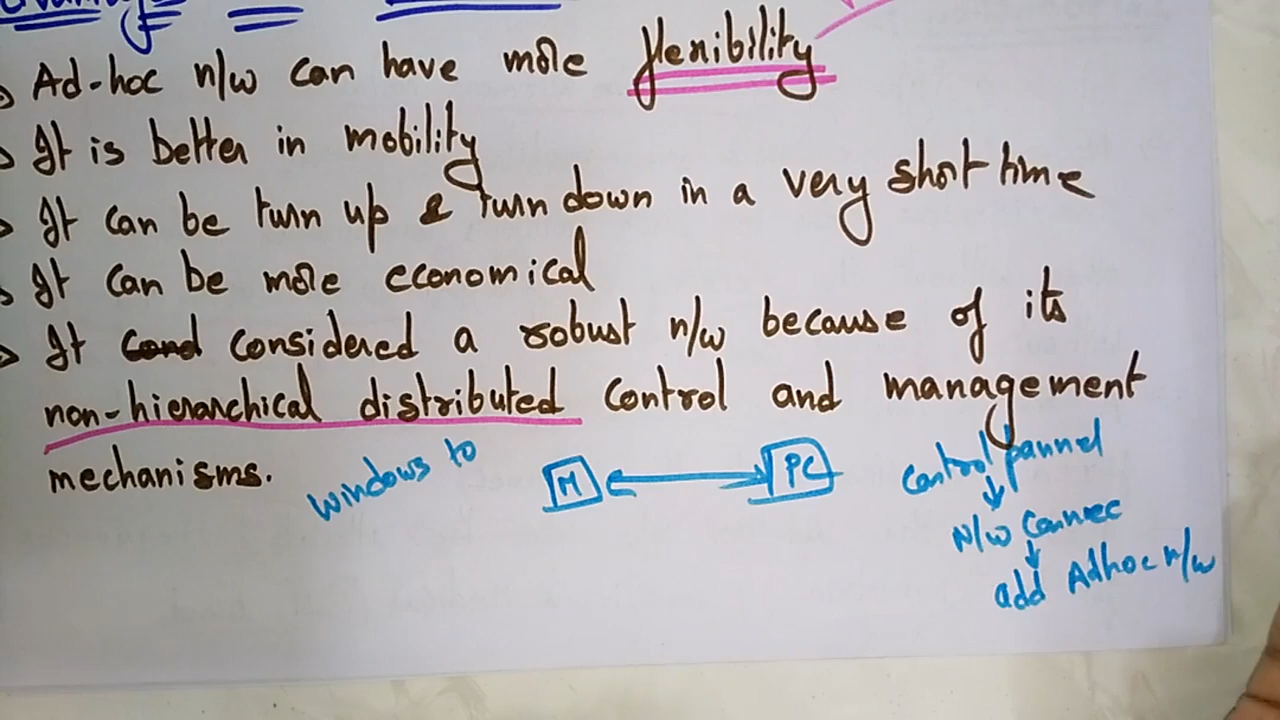 Ad-hoc n/w can have more flexibility
It is better in mobility
It can be turn up & turn down in a very short time
It can be more economical
It considered a robust n/w because of its
non-hierarchical distributed control and management
mechanisms.
windows to
M
PC
Control pannel
N/w Connec
add Adhoc n/w